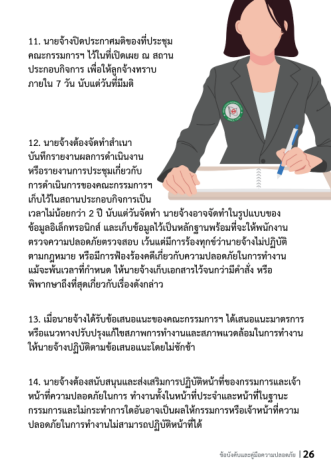 11. นายจ้างปิดประกาศมติของที่ประชุม
คณะกรรมการฯ ไว้ในที่เปิดเผย ณ สถาน
ประกอบกิจการ เพื่อให้ลูกจ้างทราบ
ภายใน 7 วัน นับแต่วันที่มีมติ
12. นายจ้างต้องจัดทำสำเนา
บันทึกรายงานผลการดำเนินงาน
หรือรายงานการประชุมเกี่ยวกับ
การดำเนินการของคณะกรรมการฯ
เก็บไว้ในสถานประกอบกิจการเป็น
เวลาไม่น้อยกว่า 2 ปี นับแต่วันจัดทำ นายจ้างอาจจัดทำในรูปแบบของ
ข้อมูลอิเล็กทรอนิกส์ และเก็บข้อมูลไว้เป็นหลักฐานพร้อมที่จะให้พนักงาน
ตรวจความปลอดภัยตรวจสอบ เว้นแต่มีการร้องทุกข์ว่านายจ้างไม่ปฏิบัติ
ตามกฎหมาย หรือมีการฟ้องร้องคดีเกี่ยวกับความปลอดภัยในการทำงาน
แม้จะพ้นเวลาที่กำหนด ให้นายจ้างเก็บเอกสารไว้จนกว่ามีคำสั่ง หรือ
พิพากษาถึงที่สุดเกี่ยวกับเรื่องดังกล่าว
13. เมื่อนายจ้างได้รับข้อเสนอแนะของคณะกรรมการฯ ได้เสนอแนะมาตรการ
หรือแนวทางปรับปรุงแก้ไขสภาพการทำงานและสภาพแวดล้อมในการทำงาน
ให้นายจ้างปฏิบัติตามข้อเสนอแนะโดยไม่ชักช้า
14. นายจ้างต้องสนับสนุนและส่งเสริมการปฏิบัติหน้าที่ของกรรมการและเจ้า
หน้าที่ความปลอดภัยในการ ทำงานทั้งในหน้าที่ประจำและหน้าที่ในฐานะ
กรรมการและไม่กระทำการใดอันอาจเป็นผลให้กรรมการหรือเจ้าหน้าที่ความ
ปลอดภัยในการทำงานไม่สามารถปฏิบัติหน้าที่ได้
ข้อบังคับและคู่มือความปลอดภัย | 26